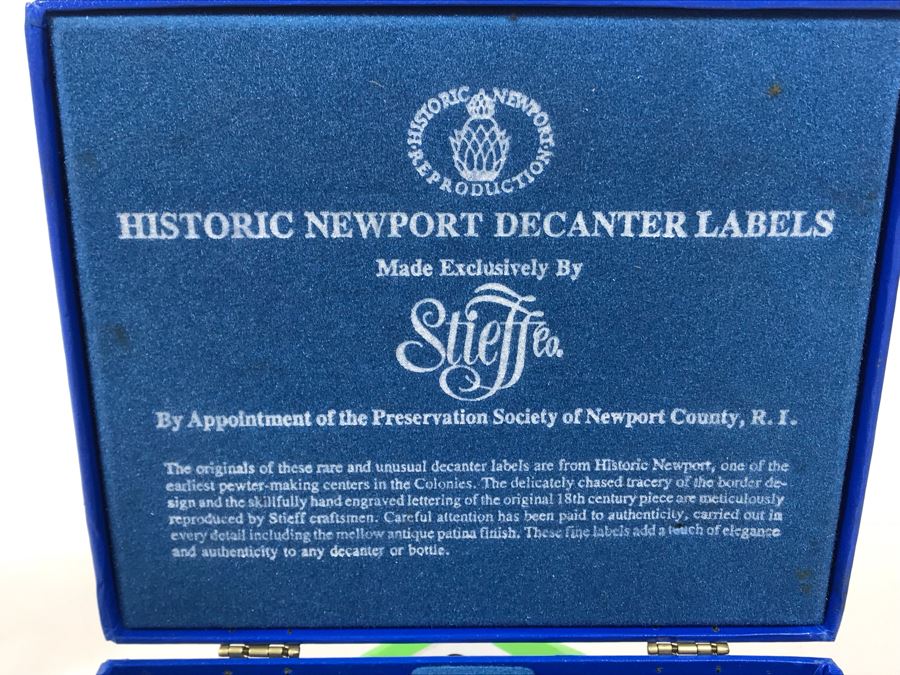 ·HISTORIC NEWPORT·
REPRODUCTION
HISTORIC NEWPORT DECANTER LABELS
Made Exclusively By
Stieff Co.
By Appointment of the Preservation Society of Newport County, R. I.
The originals of these rare and unusual decanter labels are from Historic Newport, one of the
earliest pewter-making centers in the Colonies. The delicately chased tracery of the border de-
sign and the skillfully hand engraved lettering of the original 18th century piece are meticulously
reproduced by Stieff craftsmen. Careful attention has been paid to authenticity, carried out in
every detail including the mellow antique patina finish. These fine labels add a touch of elegance
and authenticity to any decanter or bottle.